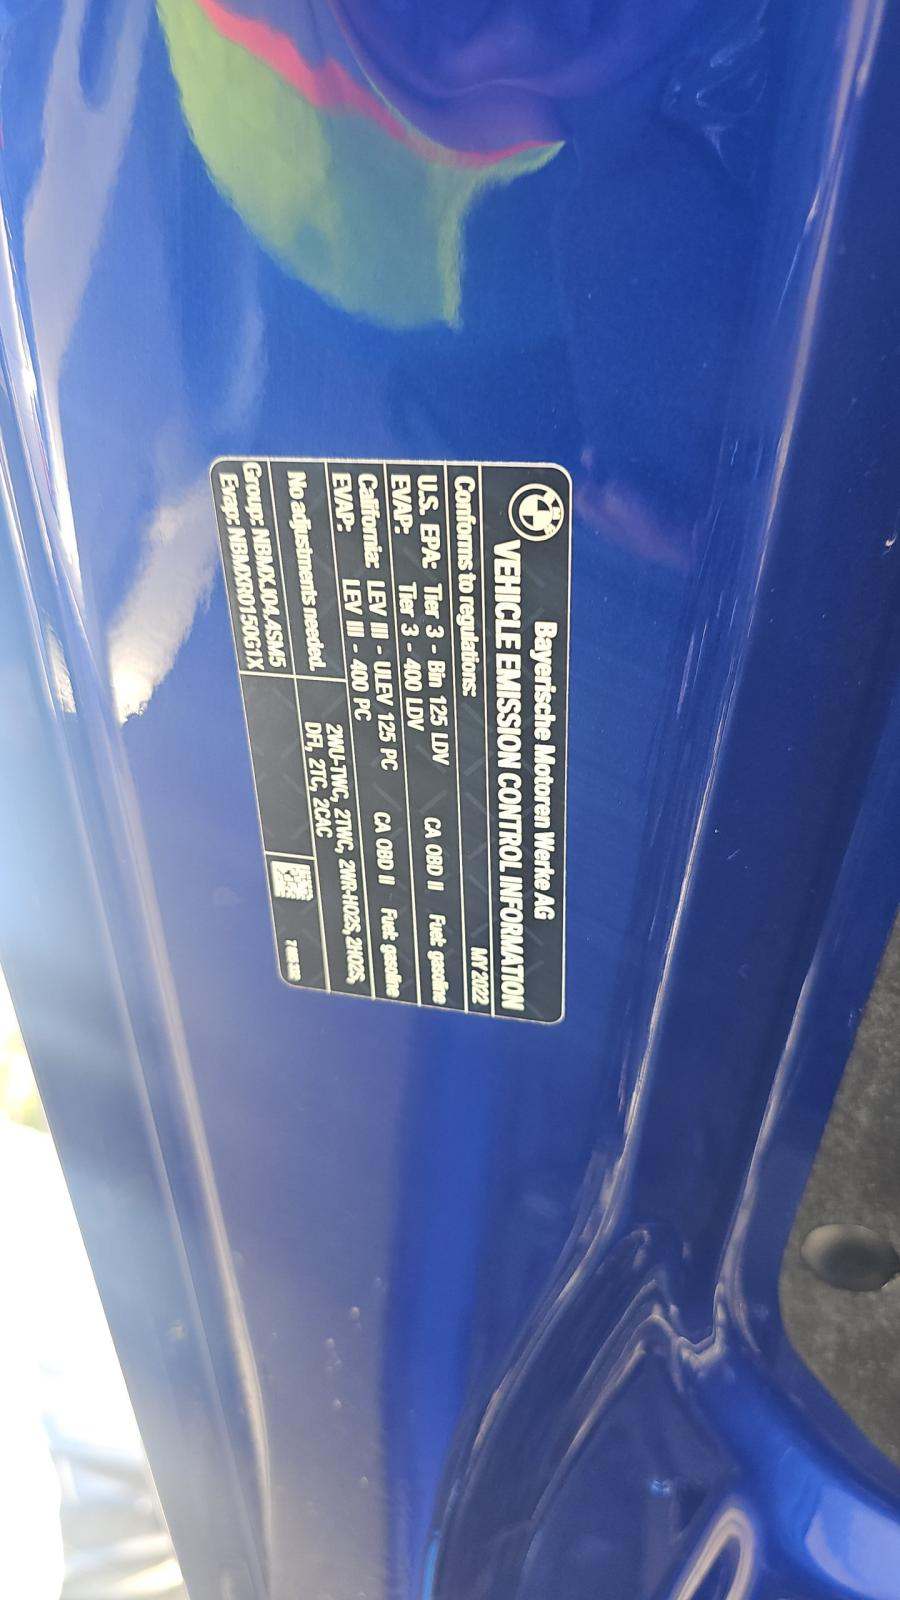 Bayerische Motoren Werke AG
VEHICLE EMISSION CONTROL INFORMATION
Conforms to regulations: MY 2022
U.S. EPA: Tier 3 - Bin 125 LDV CA OBD II Fuel: gasoline
EVAP: Tier 3 - 400 LDV
California: LEV III - ULEV 125 PC CA OBD II Fuel: gasoline
EVAP: LEV III - 400 PC
No adjustments needed.
2WU-TWC, 2TWC, 2WR-HO2S, 2HO2S,
DFI, 2TC, 2CAC
Group: NBMXJ04.4SM5
Evap: NBMXR0150G1X